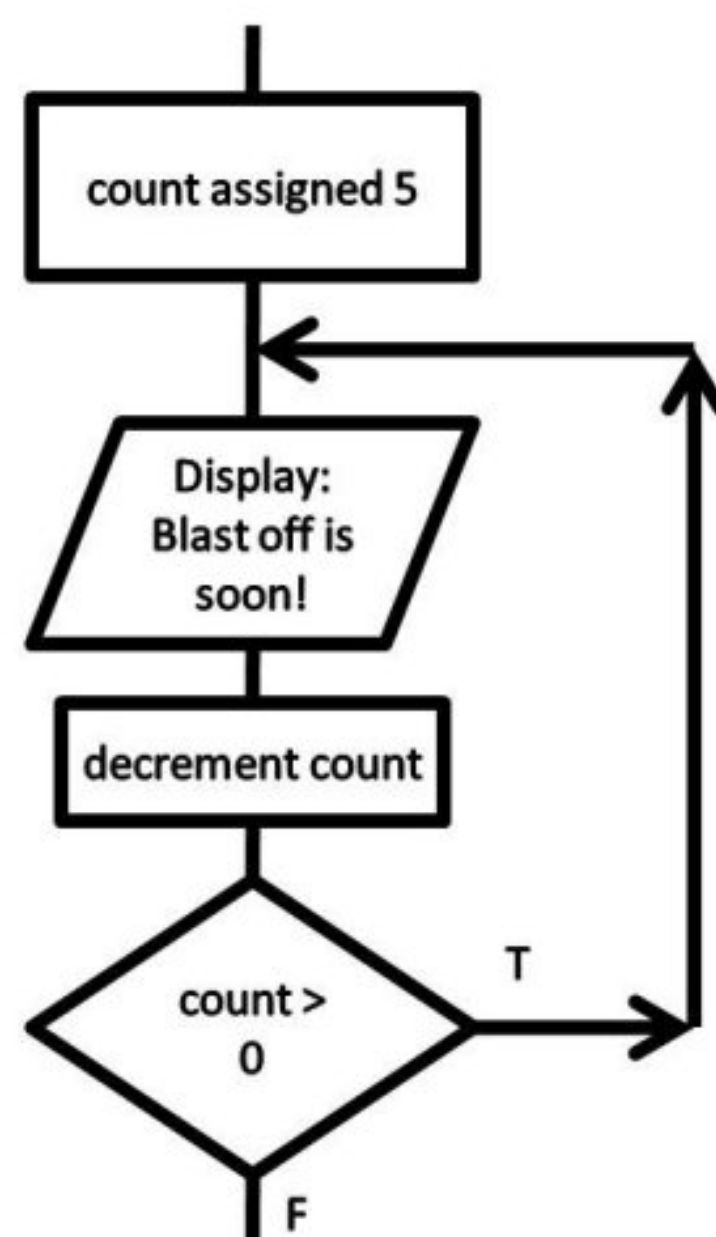 count assigned 5
Display:
Blast off is
soon!
decrement count
count >
0
T
F